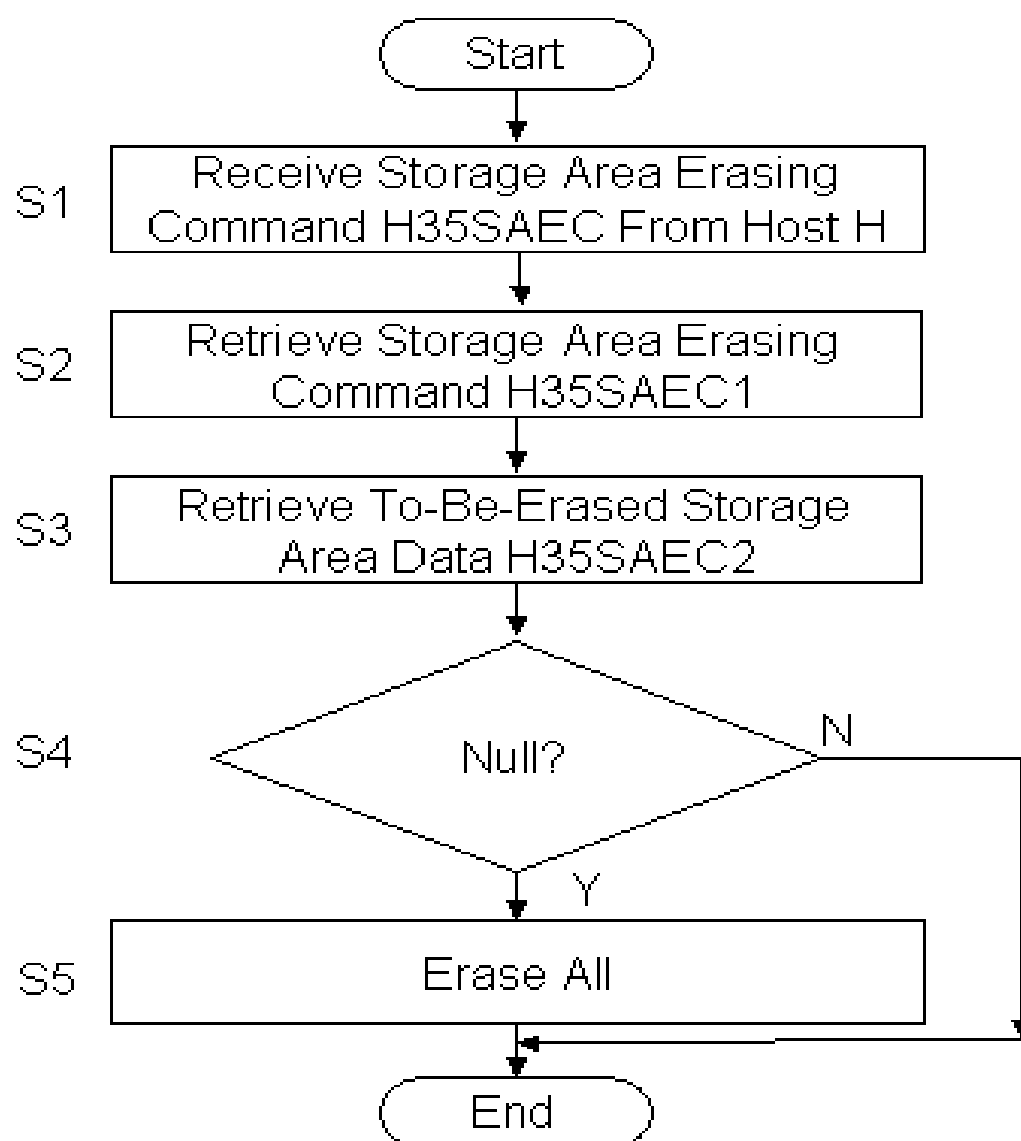 Start
S1
Receive Storage Area Erasing
Command H35SAEC From Host H
S2
Retrieve Storage Area Erasing
Command H35SAEC1
S3
Retrieve To-Be-Erased Storage
Area Data H35SAEC2
S4
Null?
N
Y
S5
Erase All
End